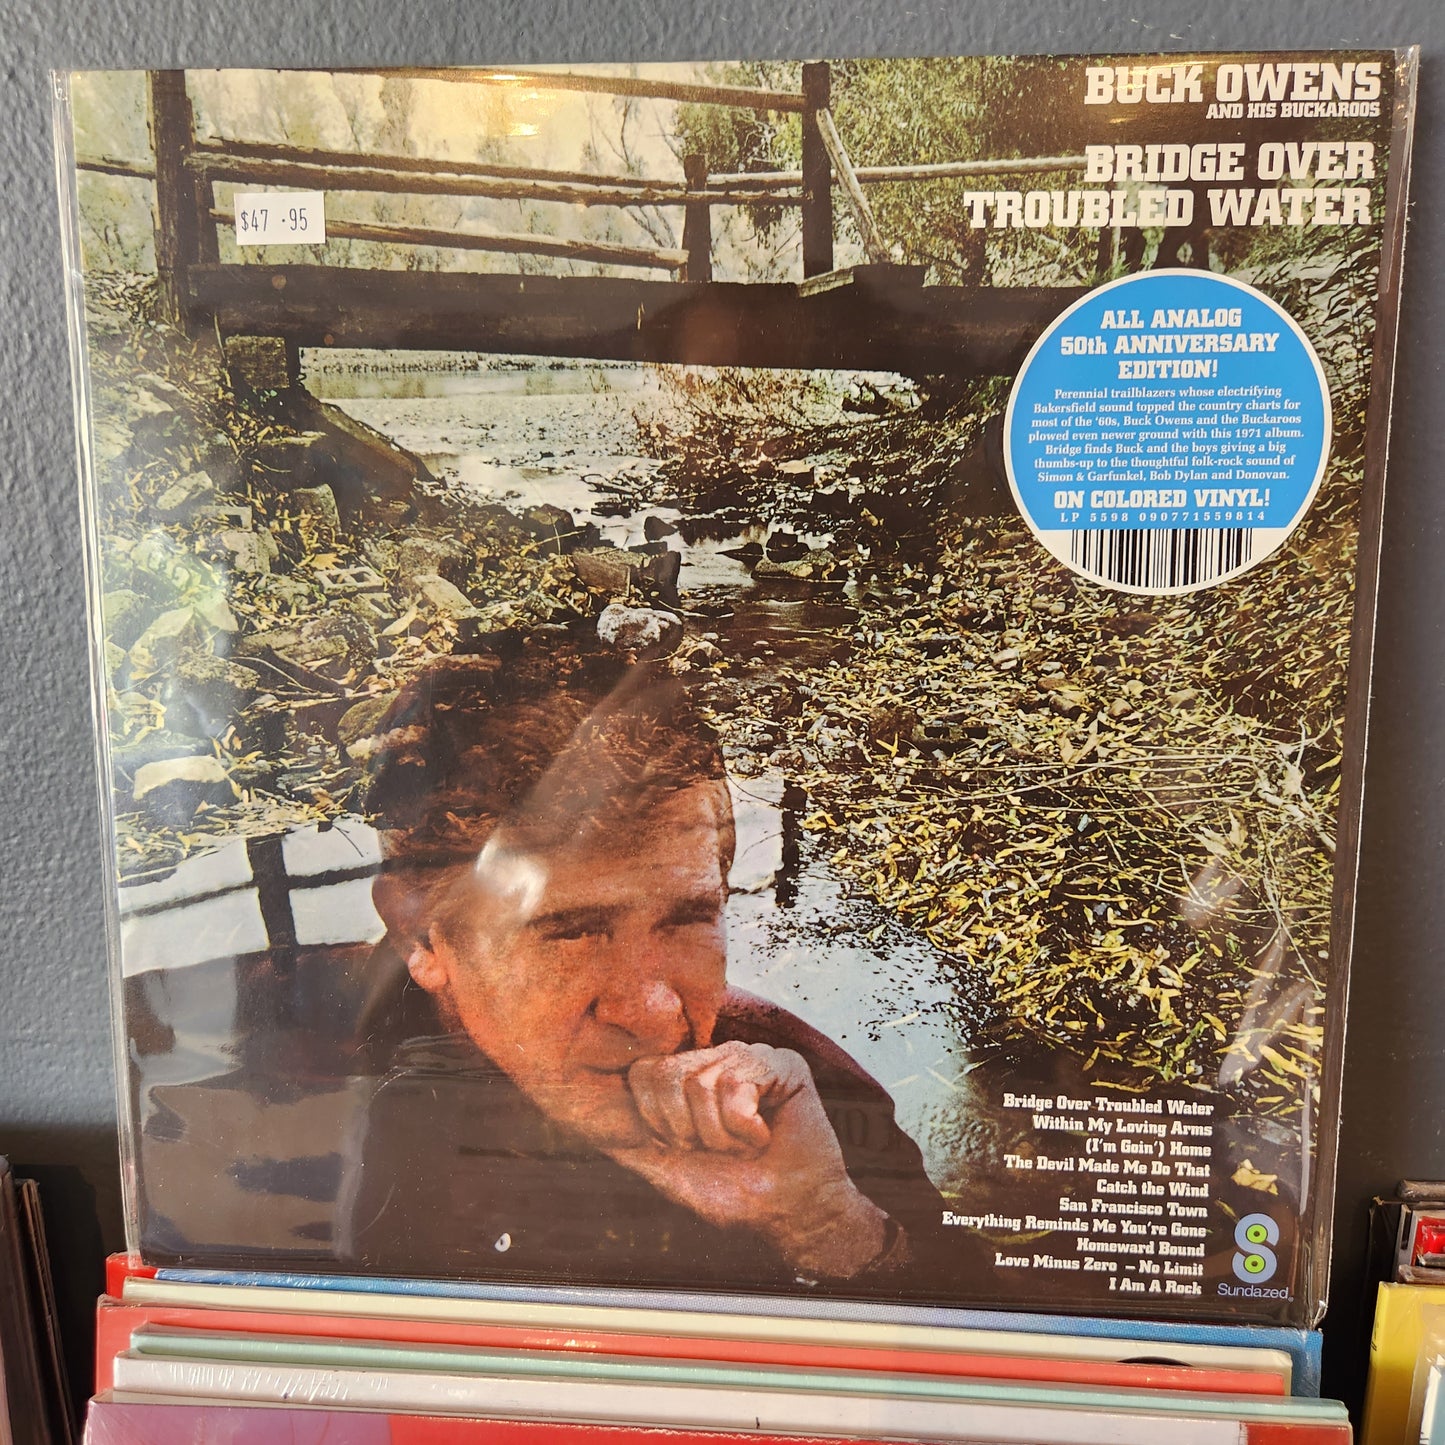 BUCK OWENS
AND HIS BUCKAROOS
BRIDGE OVER
TROUBLED WATER
$47 .95
ALL ANALOG
50th ANNIVERSARY
EDITION!
Perennial trailblazers whose electrifying
Bakersfield sound topped the country charts for
most of the '60s, Buck Owens and the Buckaroos
plowed even newer ground with this 1971 album.
Bridge finds Buck and the boys giving a big
thumbs-up to the thoughtful folk-rock sound of
Simon & Garfunkel, Bob Dylan and Donovan.
ON COLORED VINYL!
LP 5598 090771559814
Bridge Over Troubled Water
Within My Loving Arms
(I'm Goin') Home
The Devil Made Me Do That
Catch the Wind
San Francisco Town
Everything Reminds Me You're Gone
Homeward Bound
Love Minus Zero – No Limit
I Am A Rock
Sundazed®